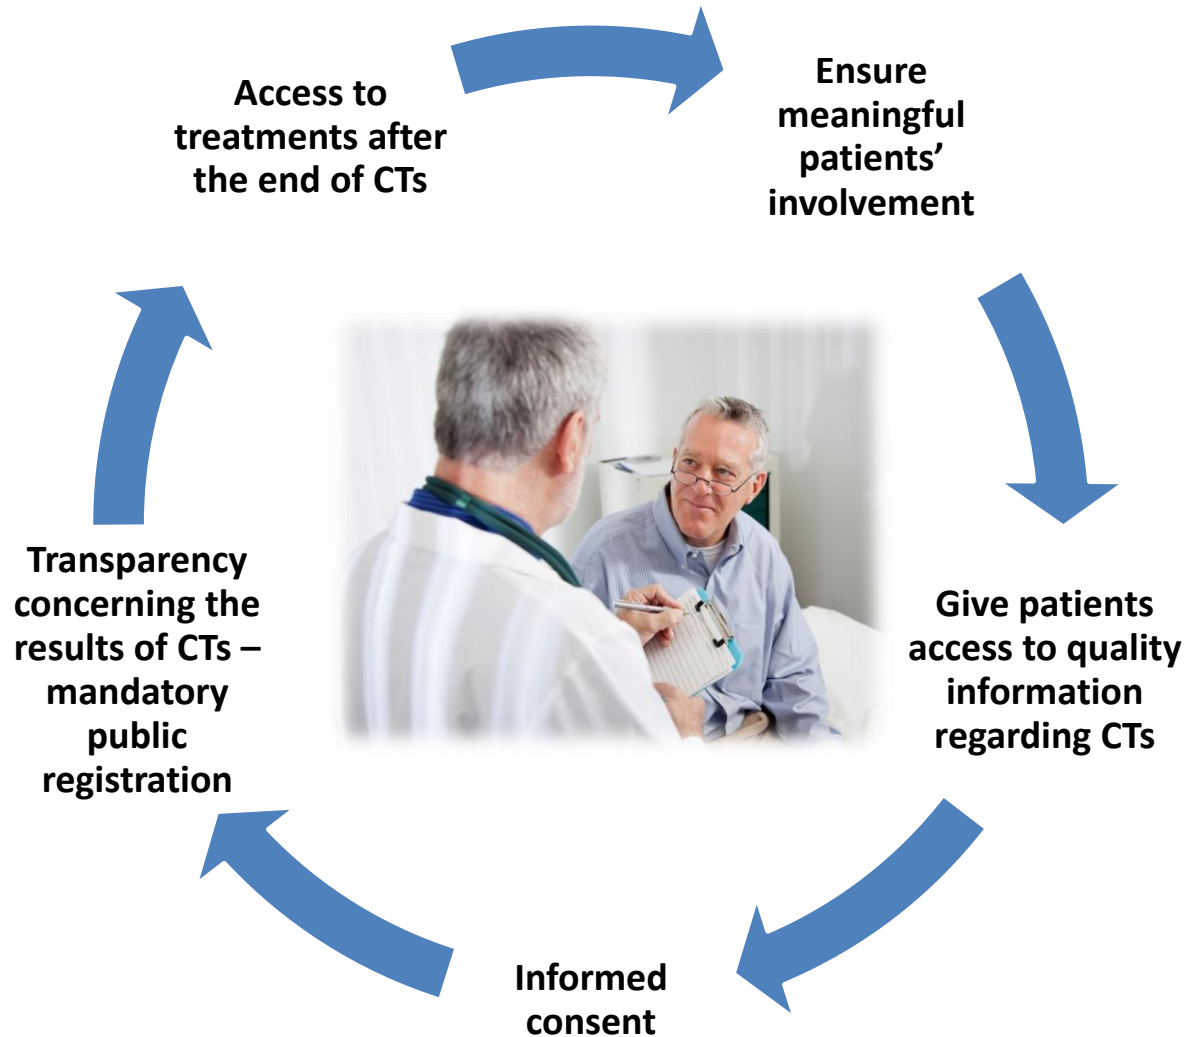 Access to
treatments after
the end of CTs
Ensure
meaningful
patients’
involvement
Give patients
access to quality
information
regarding CTs
Informed
consent
Transparency
concerning the
results of CTs –
mandatory
public
registration